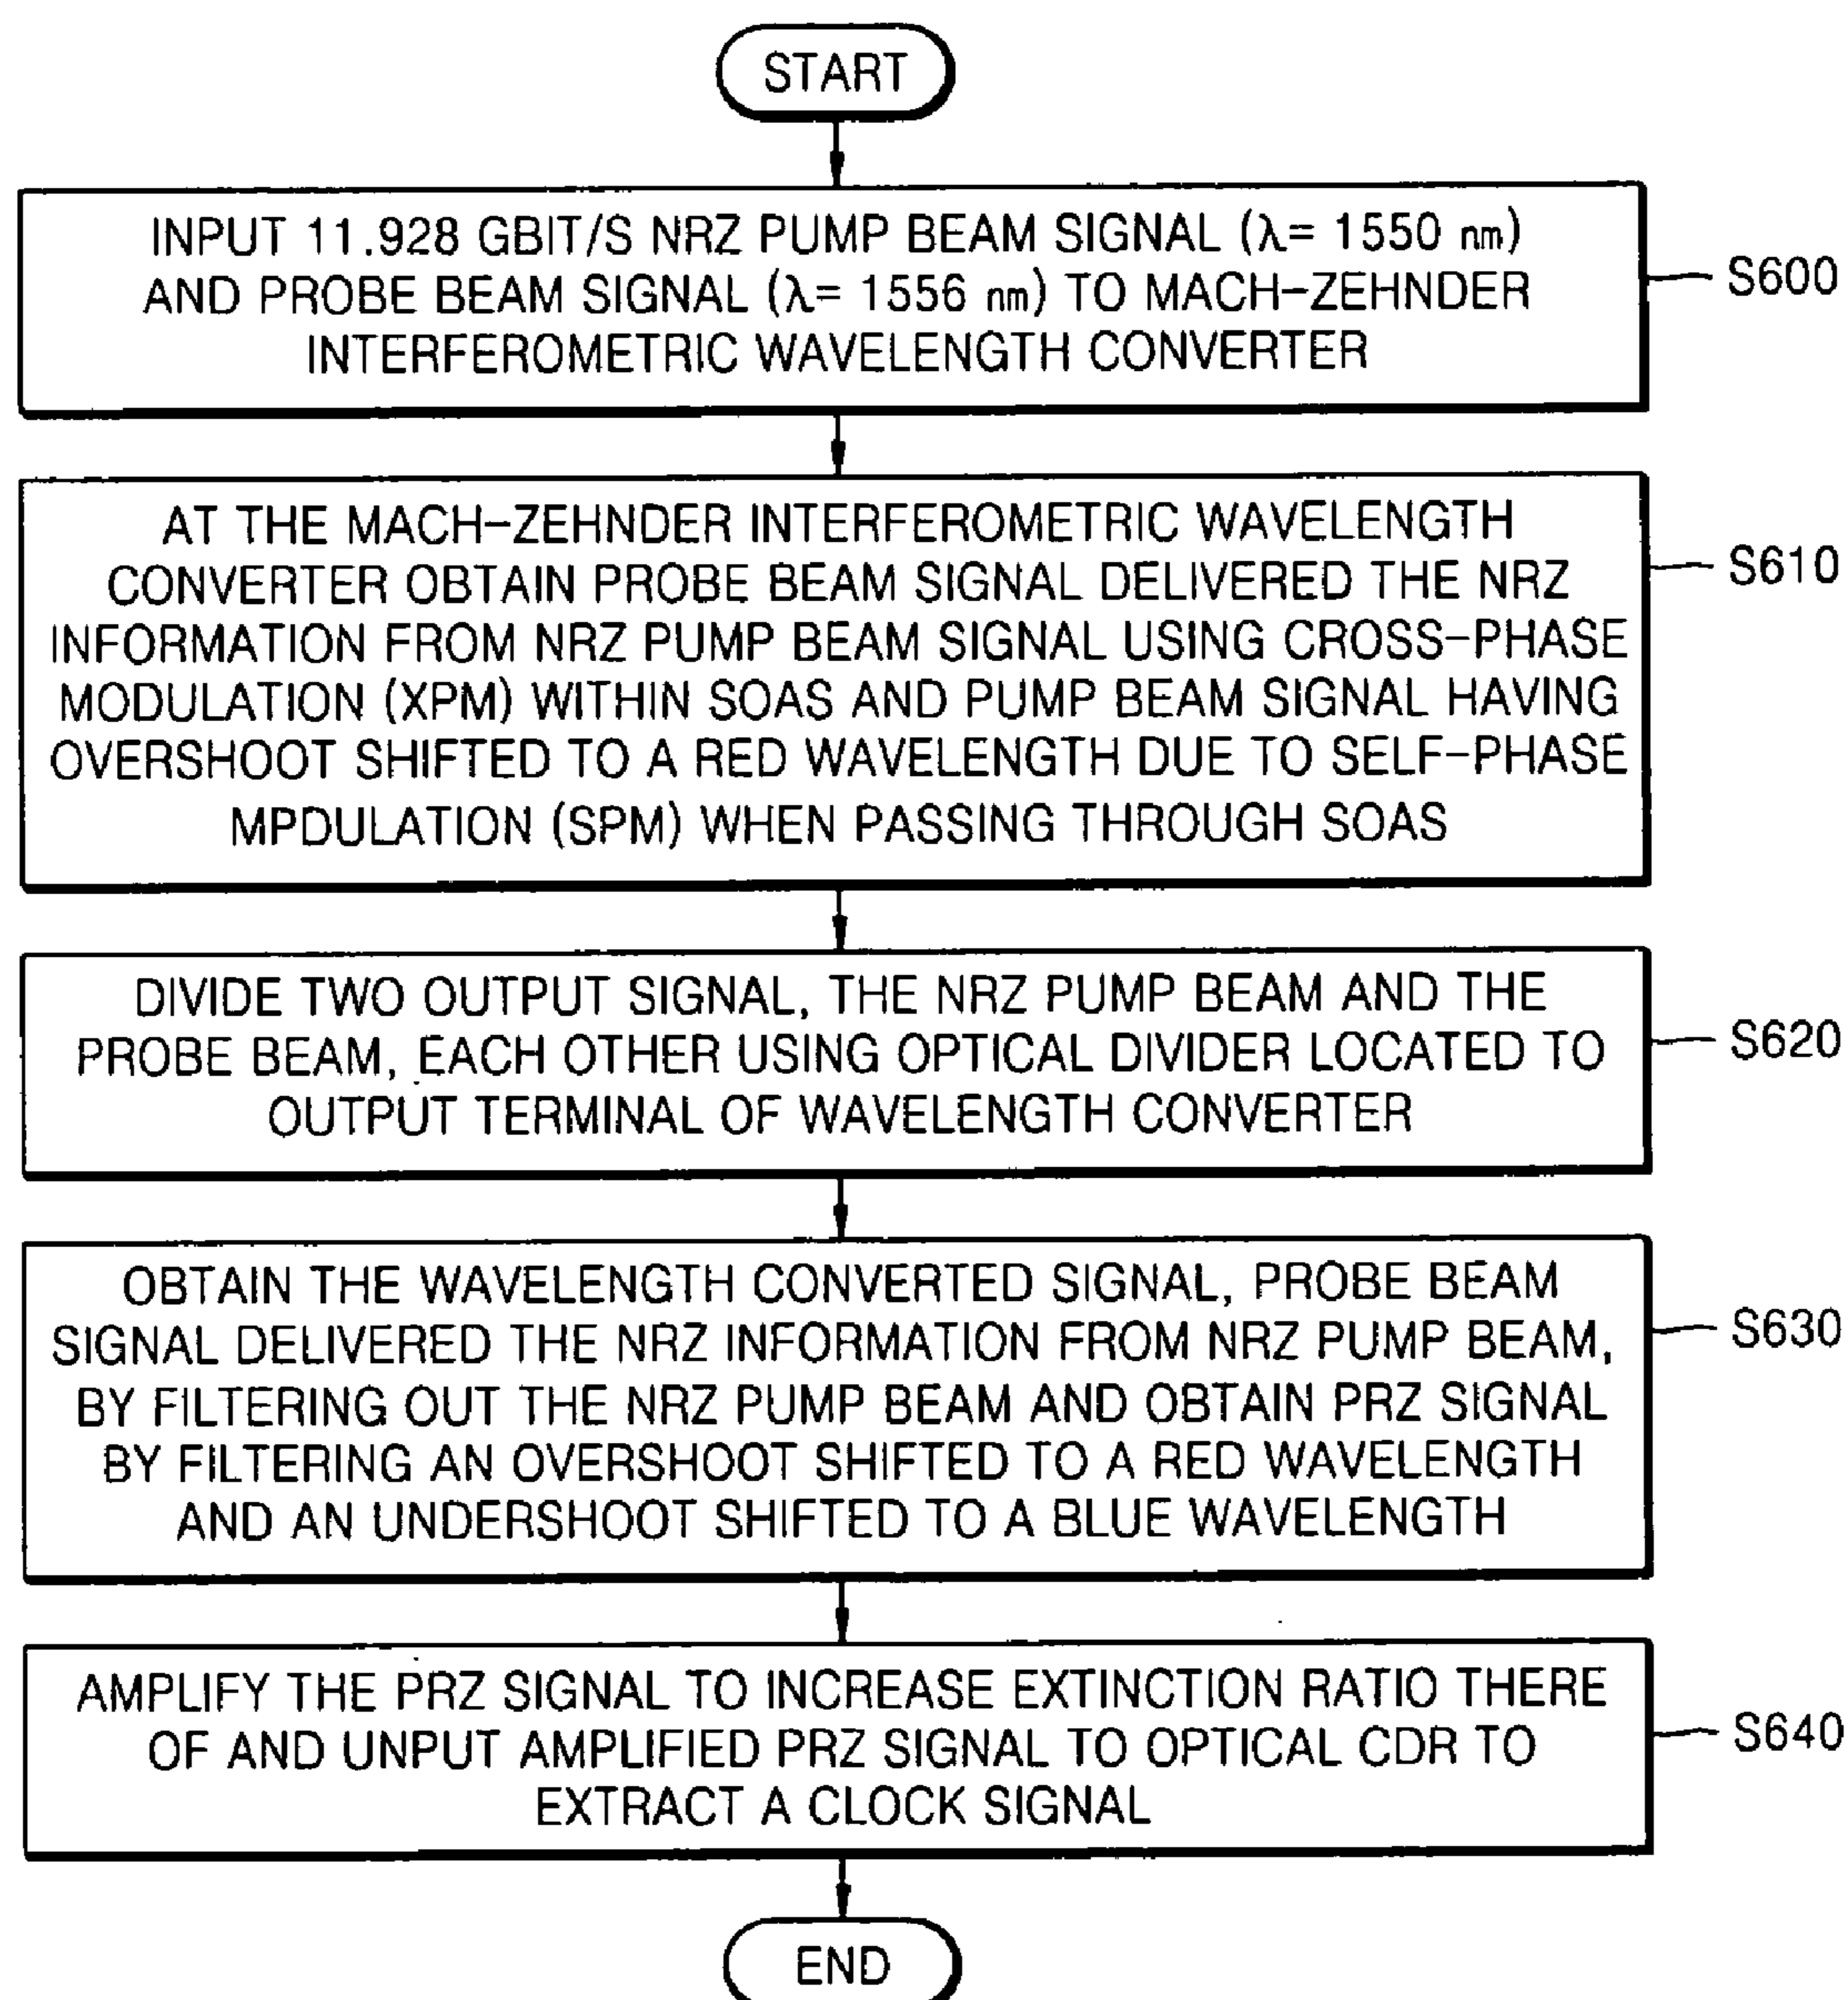 START
INPUT 11.928 GBIT/S NRZ PUMP BEAM SIGNAL (λ= 1550 nm)
AND PROBE BEAM SIGNAL (λ= 1556 nm) TO MACH-ZEHNDER
INTERFEROMETRIC WAVELENGTH CONVERTER
S600
AT THE MACH-ZEHNDER INTERFEROMETRIC WAVELENGTH
CONVERTER OBTAIN PROBE BEAM SIGNAL DELIVERED THE NRZ
INFORMATION FROM NRZ PUMP BEAM SIGNAL USING CROSS-PHASE
MODULATION (XPM) WITHIN SOAS AND PUMP BEAM SIGNAL HAVING
OVERSHOOT SHIFTED TO A RED WAVELENGTH DUE TO SELF-PHASE
MPDULATION (SPM) WHEN PASSING THROUGH SOAS
S610
DIVIDE TWO OUTPUT SIGNAL, THE NRZ PUMP BEAM AND THE
PROBE BEAM, EACH OTHER USING OPTICAL DIVIDER LOCATED TO
OUTPUT TERMINAL OF WAVELENGTH CONVERTER
S620
OBTAIN THE WAVELENGTH CONVERTED SIGNAL, PROBE BEAM
SIGNAL DELIVERED THE NRZ INFORMATION FROM NRZ PUMP BEAM,
BY FILTERING OUT THE NRZ PUMP BEAM AND OBTAIN PRZ SIGNAL
BY FILTERING AN OVERSHOOT SHIFTED TO A RED WAVELENGTH
AND AN UNDERSHOOT SHIFTED TO A BLUE WAVELENGTH
S630
AMPLIFY THE PRZ SIGNAL TO INCREASE EXTINCTION RATIO THERE
OF AND UNPUT AMPLIFIED PRZ SIGNAL TO OPTICAL CDR TO
EXTRACT A CLOCK SIGNAL
S640
END